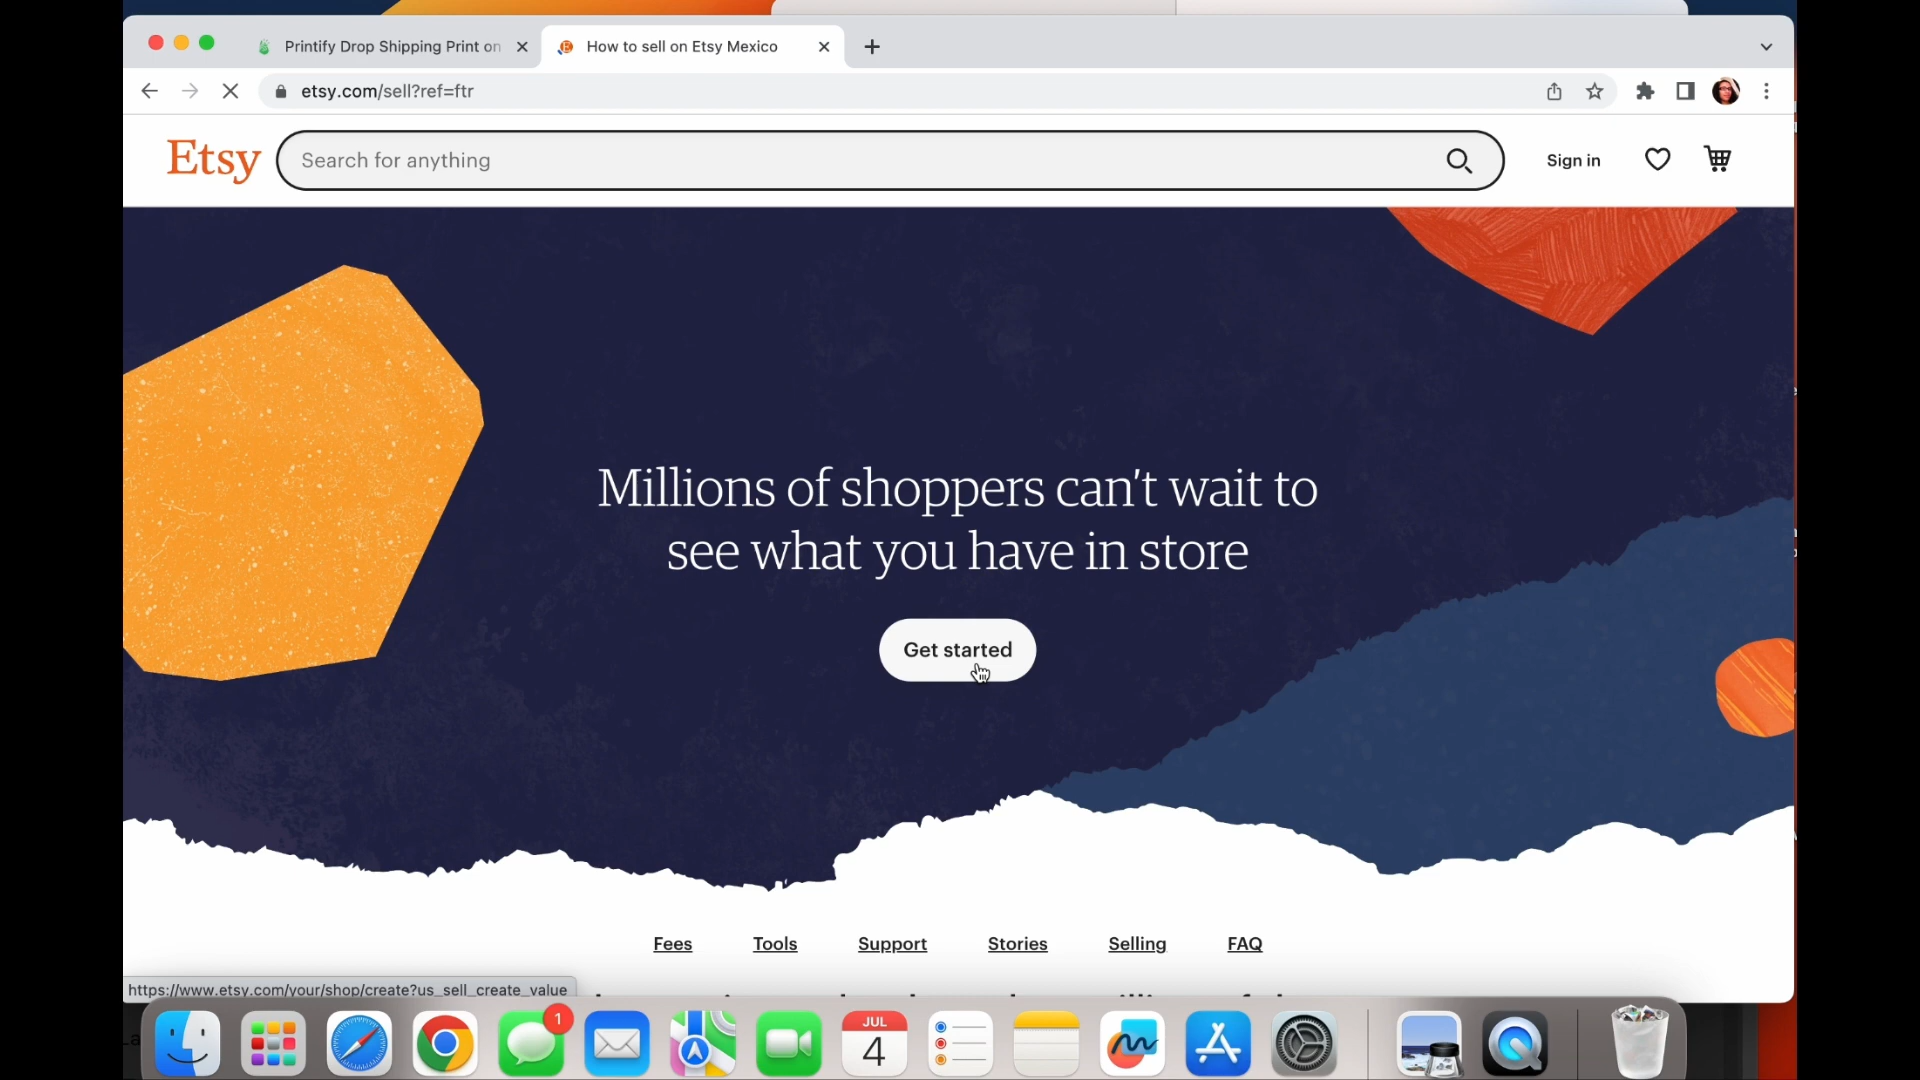 Printify Drop Shipping Print on
How to sell on Etsy Mexico
etsy.com/sell?ref=ftr
Etsy
Search for anything
Sign in
Millions of shoppers can't wait to
see what you have in store
Get started
Fees Tools Support Stories Selling FAQ
https://www.etsy.com/your/shop/create?us_sell_create_value
1
JUL
4